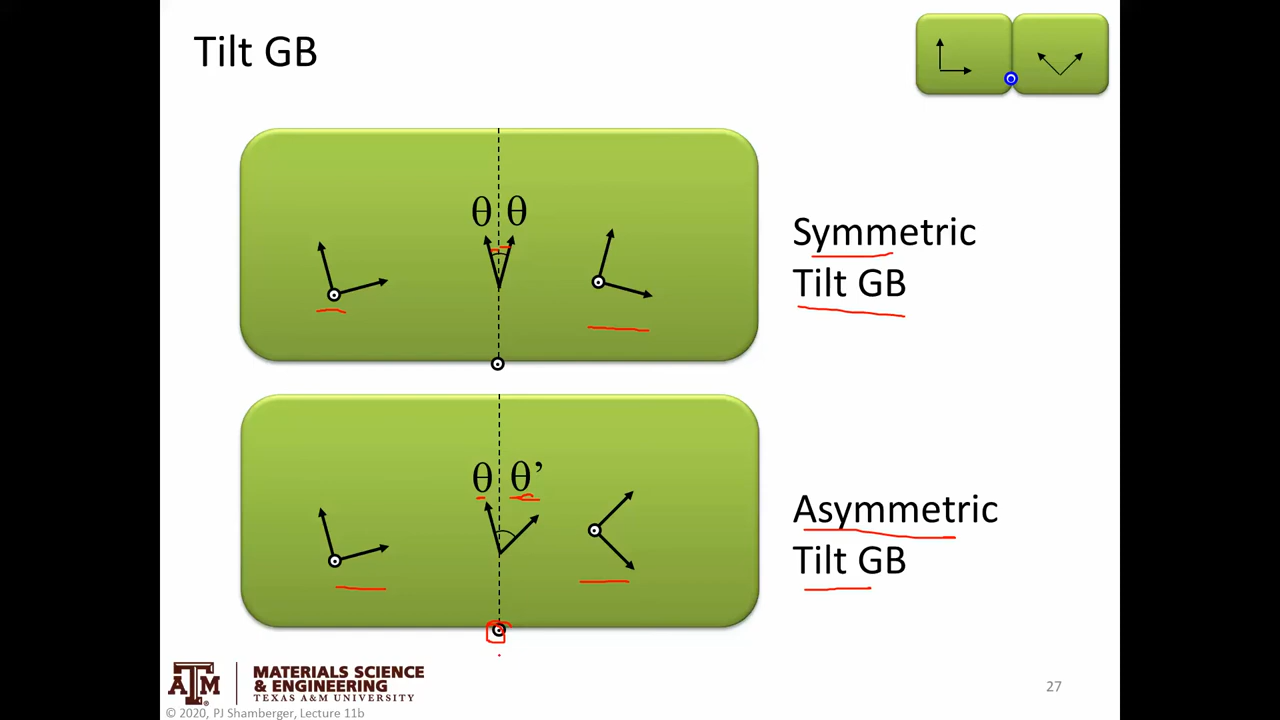 Tilt GB
θ θ
Symmetric
Tilt GB
θ θ’
Asymmetric
Tilt GB
ATM
MATERIALS SCIENCE
& ENGINEERING
TEXAS A&M UNIVERSITY
© 2020, PJ Shamberger, Lecture 11b
27